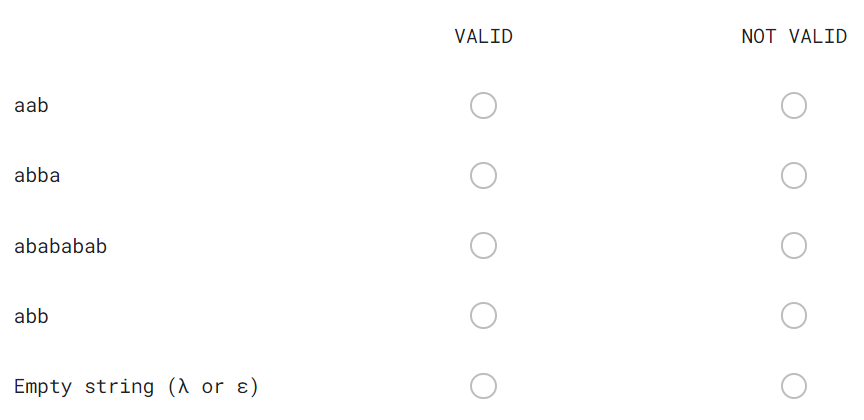 VALID NOT VALID
aab
abba
abababab
abb
Empty string (λ or ε)